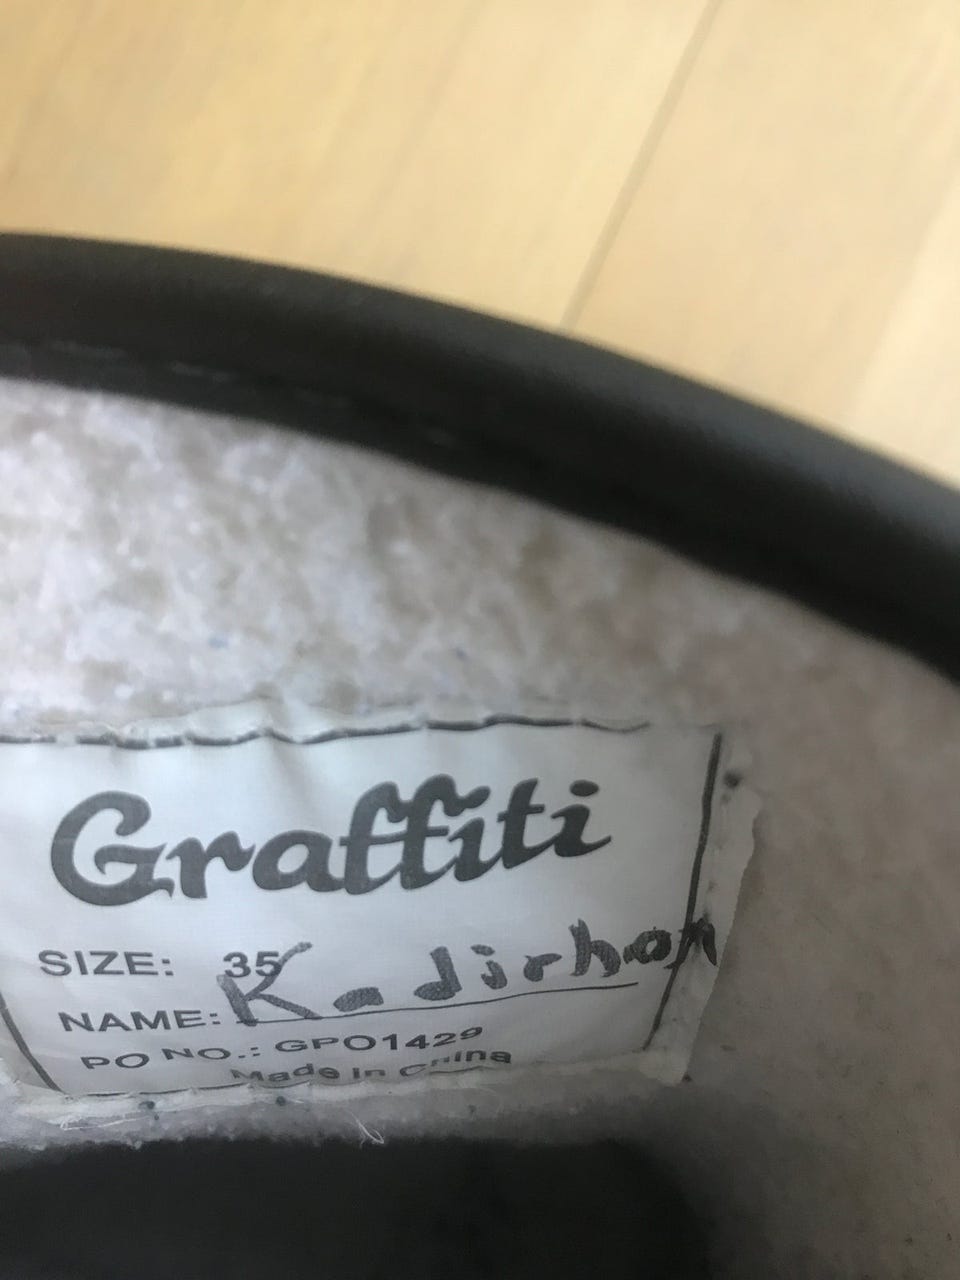 Graffiti
SIZE: 35
NAME: Kadirhon
PO NO.: GPO1429
Made in China